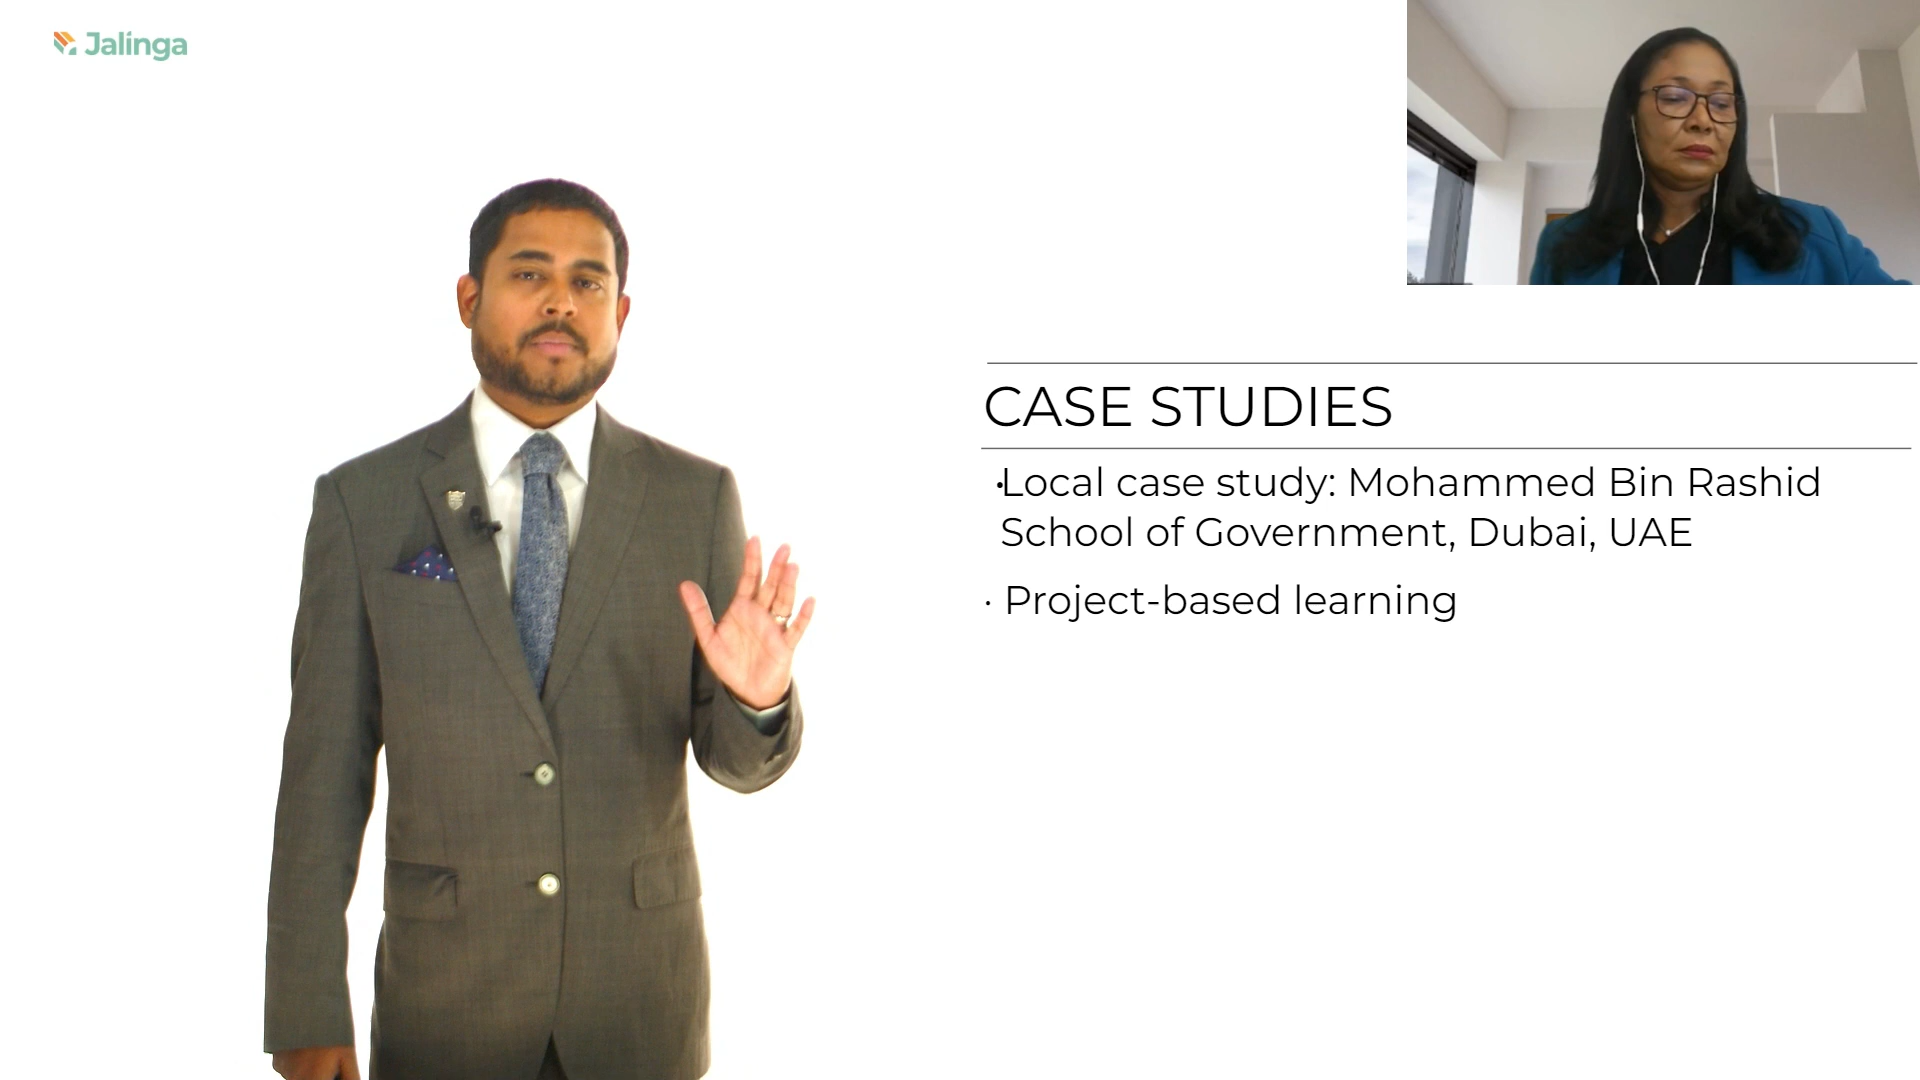 Jalinga
CASE STUDIES
·Local case study: Mohammed Bin Rashid
School of Government, Dubai, UAE
· Project-based learning